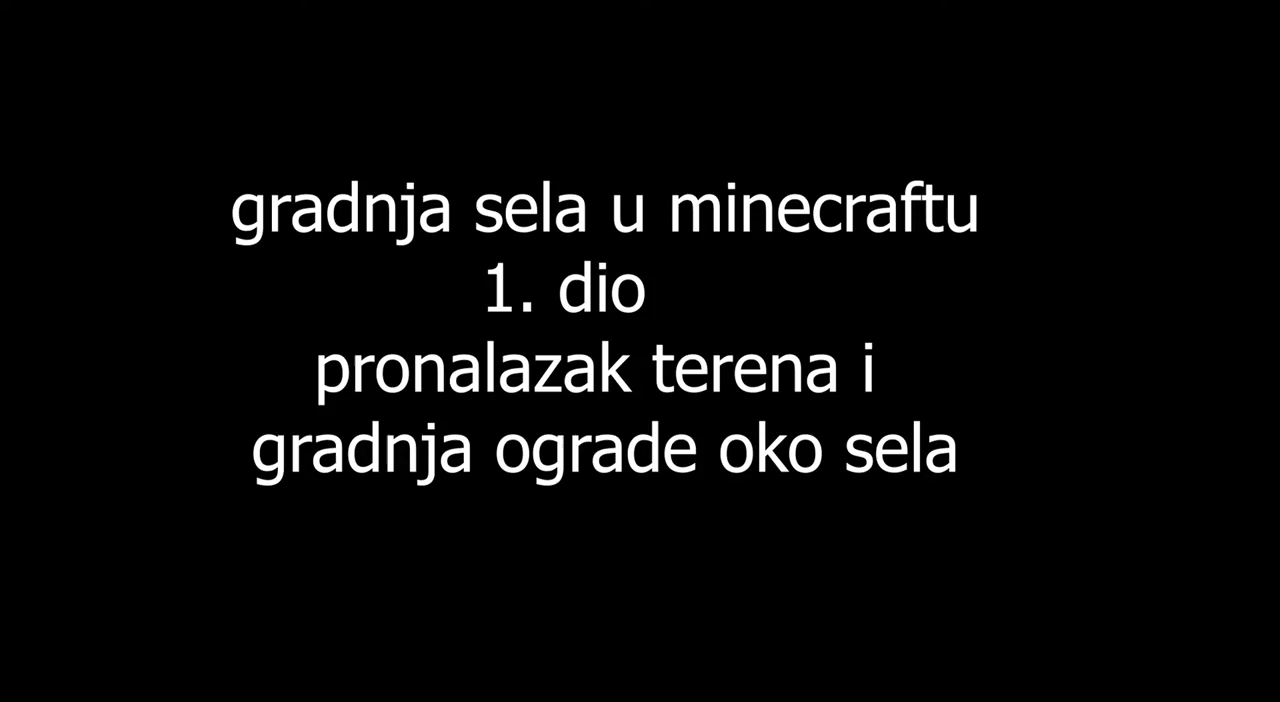 gradnja sela u minecraftu
1. dio
pronalazak terena i
gradnja ograde oko sela